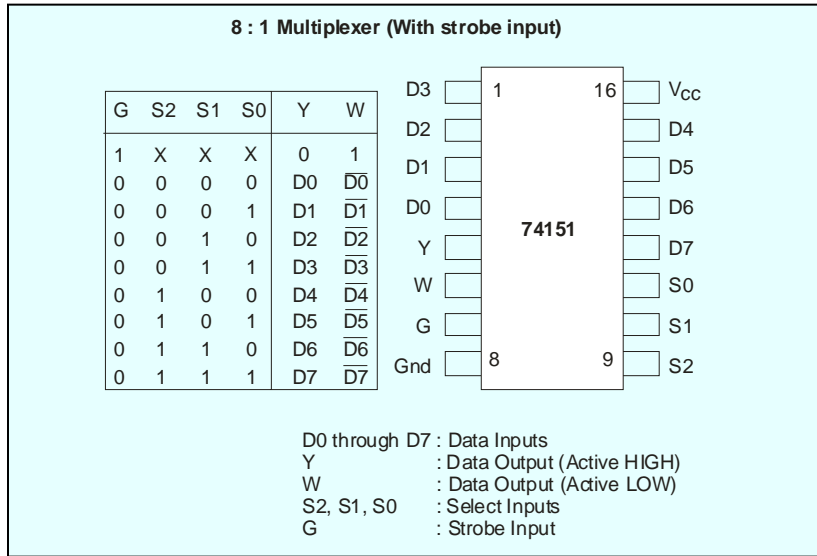 8 : 1 Multiplexer (With strobe input)
G S2 S1 S0 Y W
1 X X X 0 1
0 0 0 0 D0 D̅0̅
0 0 0 1 D1 D̅1̅
0 0 1 0 D2 D̅2̅
0 0 1 1 D3 D̅3̅
0 1 0 0 D4 D̅4̅
0 1 0 1 D5 D̅5̅
0 1 1 0 D6 D̅6̅
0 1 1 1 D7 D̅7̅
D3 1 16 VCC
D2 D4
D1 D5
D0 D6
74151
Y D7
W S0
G S1
Gnd 8 9 S2
D0 through D7 : Data Inputs
Y : Data Output (Active HIGH)
W : Data Output (Active LOW)
S2, S1, S0 : Select Inputs
G : Strobe Input